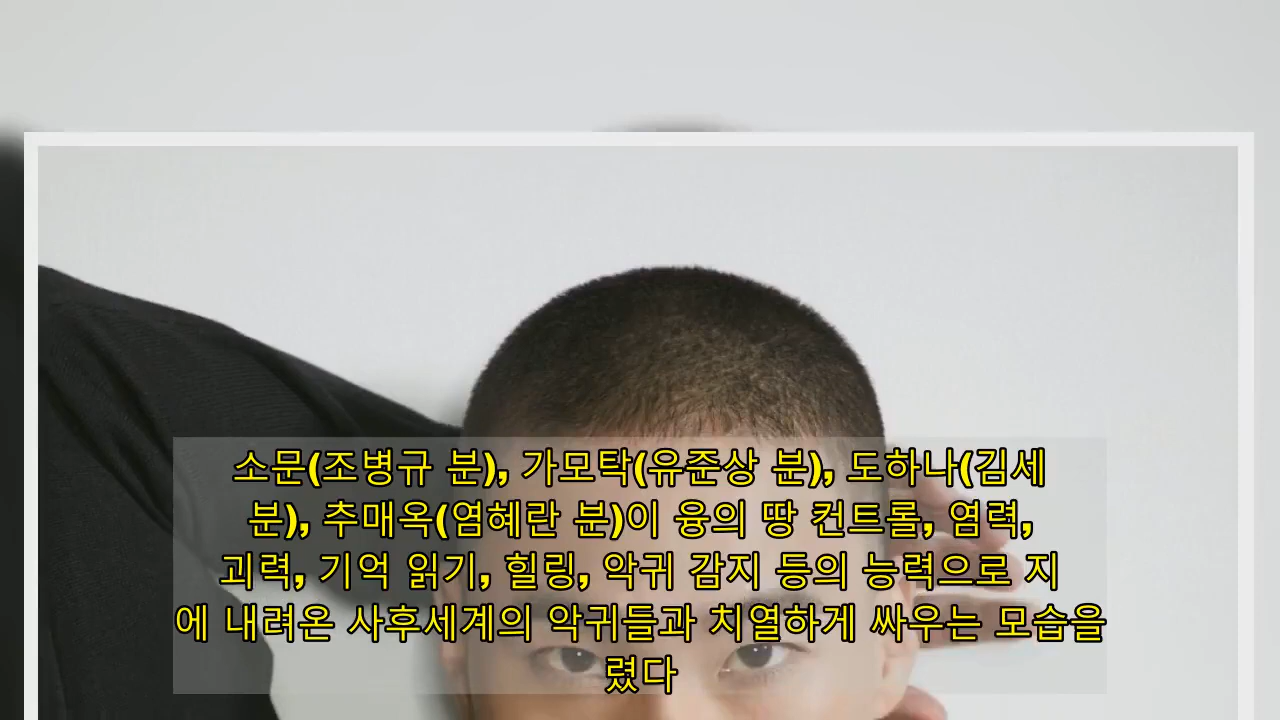 소문(조병규 분), 가모탁(유준상 분), 도하나(김세
분), 추매옥(염혜란 분)이 융의 땅 컨트롤, 염력,
괴력, 기억 읽기, 힐링, 악귀 감지 등의 능력으로 지
에 내려온 사후세계의 악귀들과 치열하게 싸우는 모습을
렸다